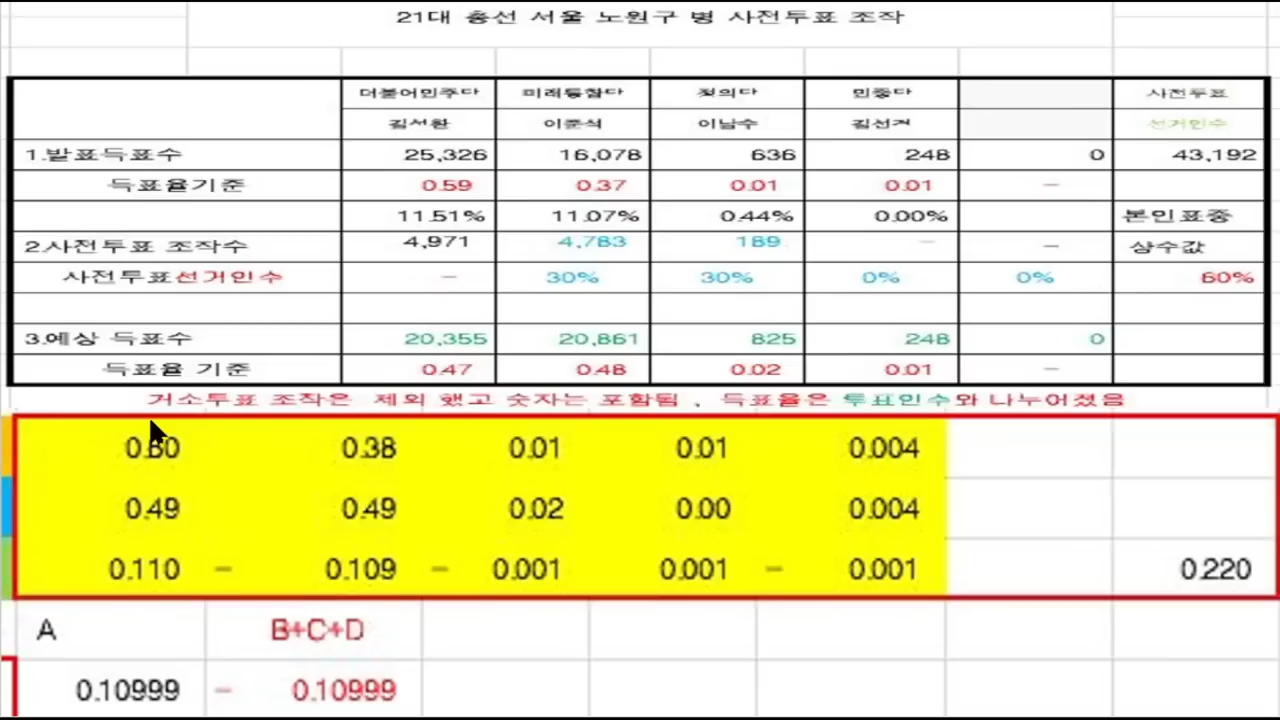 21대 총선 서울 노원구 병 사전투표 조작
더불어민주다 미래통합다 정의다 민중다 사전투표
김성환 이준석 이남수 김선경 선거인수
1.발표득표수 25,326 16,078 636 248 0 43,192
득표율기준 0.59 0.37 0.01 0.01 -
11.51% 11.07% 0.44% 0.00% 본인표중
2.사전투표 조작수 4,971 4,783 189 - - 상수값
사전투표선거인수 - 30% 30% 0% 0% 60%
3.예상 득표수 20,355 20,861 825 248 0
득표율 기준 0.47 0.48 0.02 0.01 -
거소투표 조작은 제외 했고 숫자는 포함됨 , 득표율은 투표인수와 나누어졌음
0.60 0.38 0.01 0.01 0.004
0.49 0.49 0.02 0.00 0.004
0.110 - 0.109 - 0.001 0.001 - 0.001 0.220
A B+C+D
0.10999 - 0.10999